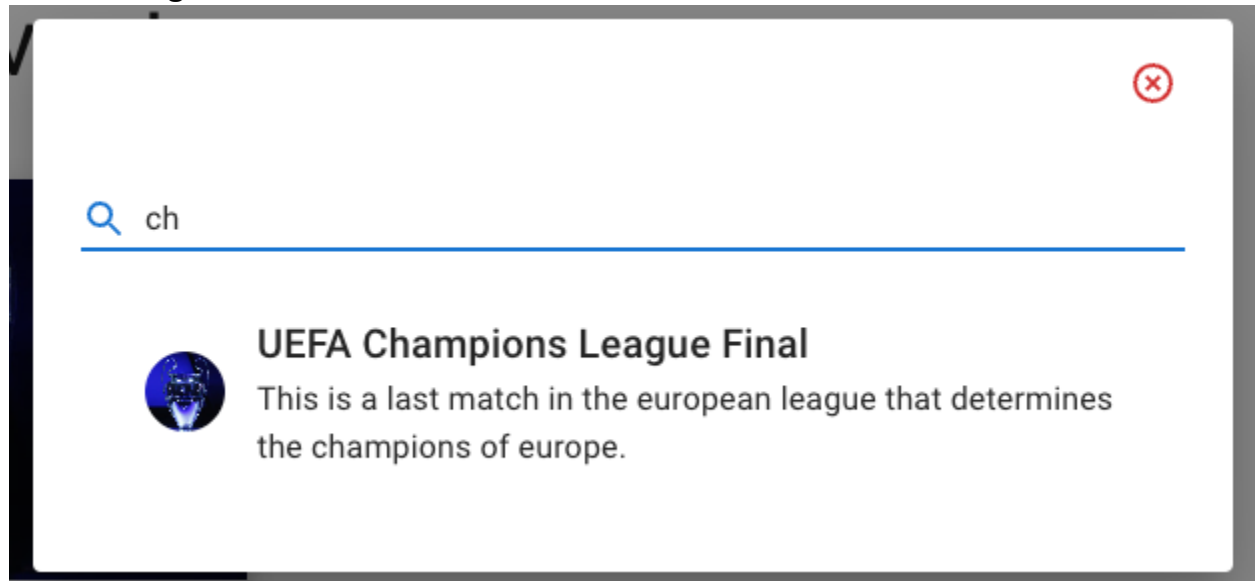 ch
UEFA Champions League Final
This is a last match in the european league that determines
the champions of europe.